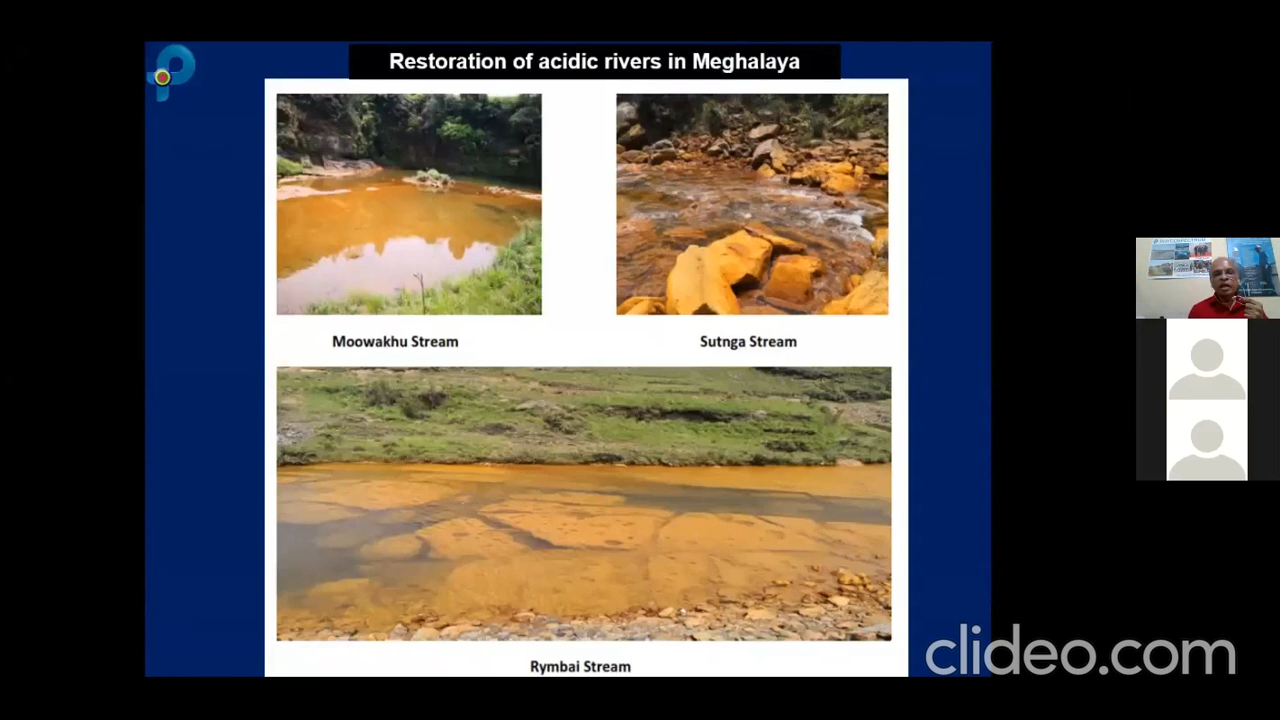 Restoration of acidic rivers in Meghalaya
Moowakhu Stream
Sutnga Stream
Rymbai Stream
clideo.com